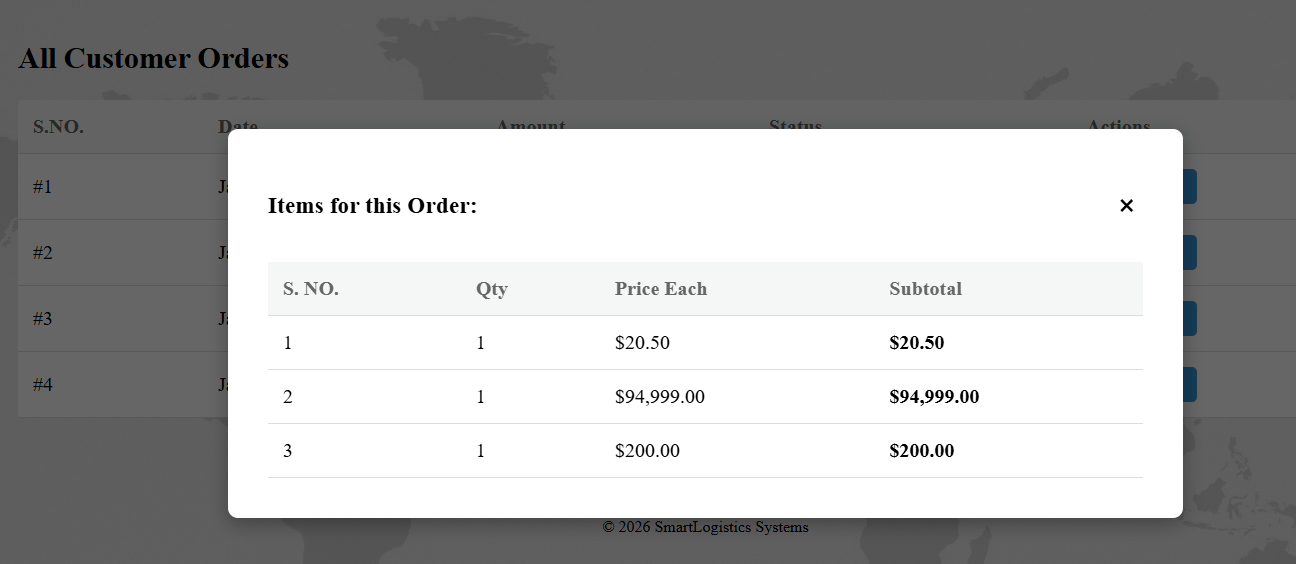 All Customer Orders
S.NO. Date Amount Status Actions
#1
#2
#3
#4
Items for this Order: ×
S. NO. Qty Price Each Subtotal
1 1 $20.50 $20.50
2 1 $94,999.00 $94,999.00
3 1 $200.00 $200.00
© 2026 SmartLogistics Systems